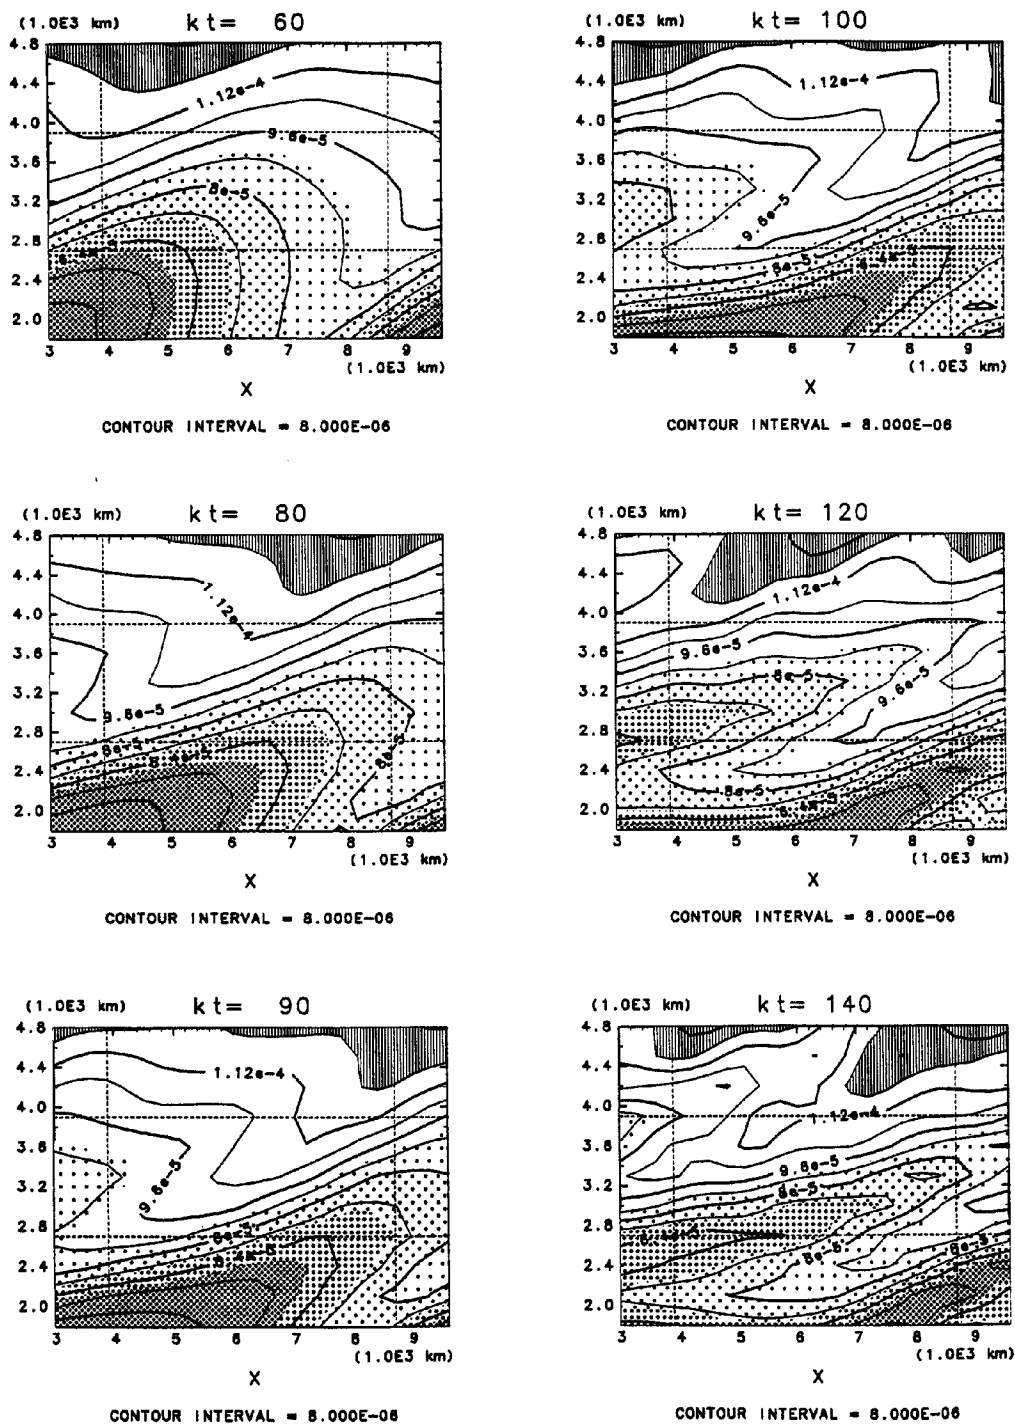 (1.0E3 km) kt= 60
4.8
4.4
4.0
3.6
3.2
2.8
2.4
2.0
1.12e-4
9.6e-5
8e-5
3 4 5 6 7 8 9
(1.0E3 km)
X
CONTOUR INTERVAL = 8.000E-06
(1.0E3 km) kt= 100
4.8
4.4
4.0
3.6
3.2
2.8
2.4
2.0
1.12e-4
9.6e-5
8e-5
6.4e-5
3 4 5 6 7 8 9
(1.0E3 km)
X
CONTOUR INTERVAL = 8.000E-06
(1.0E3 km) kt= 80
4.8
4.4
4.0
3.6
3.2
2.8
2.4
2.0
1.12e-4
9.6e-5
8e-5
6.4e-5
8e-5
3 4 5 6 7 8 9
(1.0E3 km)
X
CONTOUR INTERVAL = 8.000E-06
(1.0E3 km) kt= 120
4.8
4.4
4.0
3.6
3.2
2.8
2.4
2.0
1.12e-4
9.6e-5
8e-5
9.6e-5
8e-5
6.4e-5
3 4 5 6 7 8 9
(1.0E3 km)
X
CONTOUR INTERVAL = 8.000E-06
(1.0E3 km) kt= 90
4.8
4.4
4.0
3.6
3.2
2.8
2.4
2.0
1.12e-4
9.6e-5
8e-5
6.4e-5
3 4 5 6 7 8 9
(1.0E3 km)
X
CONTOUR INTERVAL = 8.000E-06
(1.0E3 km) kt= 140
4.8
4.4
4.0
3.6
3.2
2.8
2.4
2.0
1.12e-4
9.6e-5
8e-5
6.4e-5
8e-5
8e-5
3 4 5 6 7 8 9
(1.0E3 km)
X
CONTOUR INTERVAL = 8.000E-06